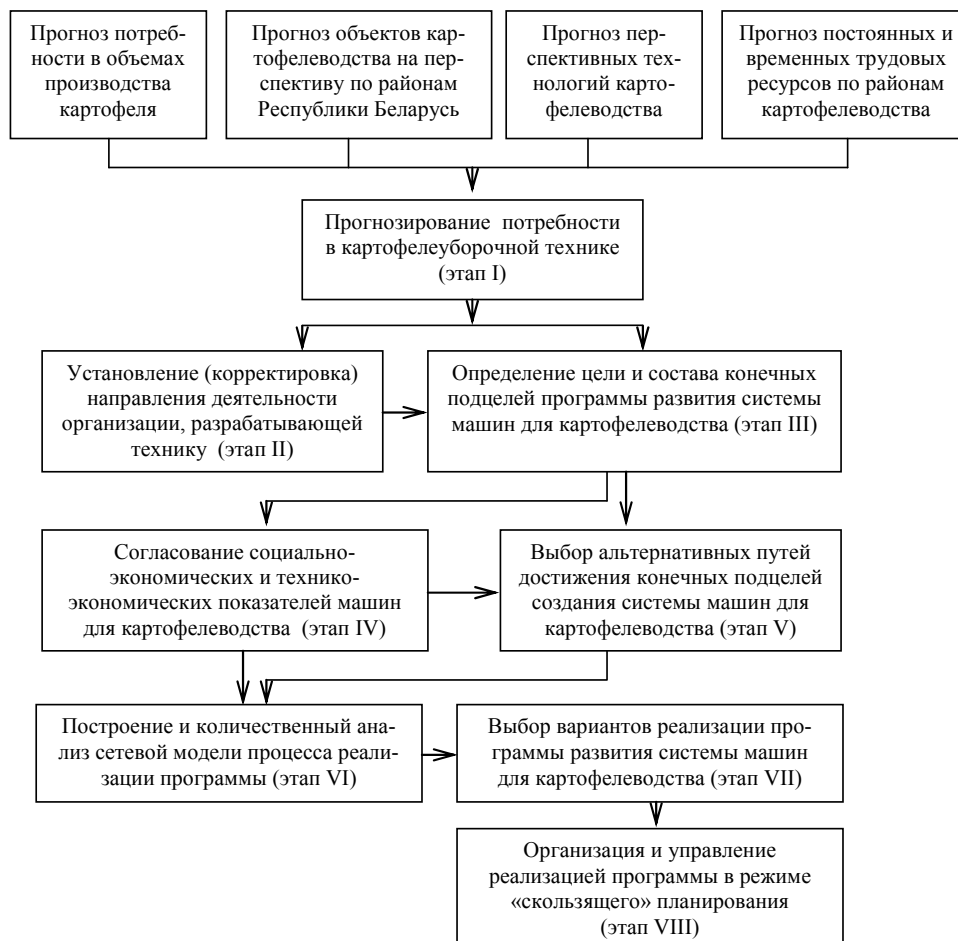 Прогноз потреб-
ности в объемах
производства
картофеля
Прогноз объектов кар-
тофелеводства на пер-
спективу по районам
Республики Беларусь
Прогноз пер-
спективных тех-
нологий карто-
фелеводства
Прогноз постоянных и
временных трудовых
ресурсов по районам
картофелеводства
Прогнозирование потребности
в картофелеуборочной технике
(этап I)
Установление (корректировка)
направления деятельности
организации, разрабатывающей
технику (этап II)
Определение цели и состава конечных
подцелей программы развития системы
машин для картофелеводства (этап III)
Согласование социально-
экономических и технико-
экономических показателей машин
для картофелеводства (этап IV)
Выбор альтернативных путей
достижения конечных подцелей
создания системы машин для
картофелеводства (этап V)
Построение и количественный ана-
лиз сетевой модели процесса реали-
зации программы (этап VI)
Выбор вариантов реализации про-
граммы развития системы машин
для картофелеводства (этап VII)
Организация и управление
реализацией программы в режиме
«скользящего» планирования
(этап VIII)